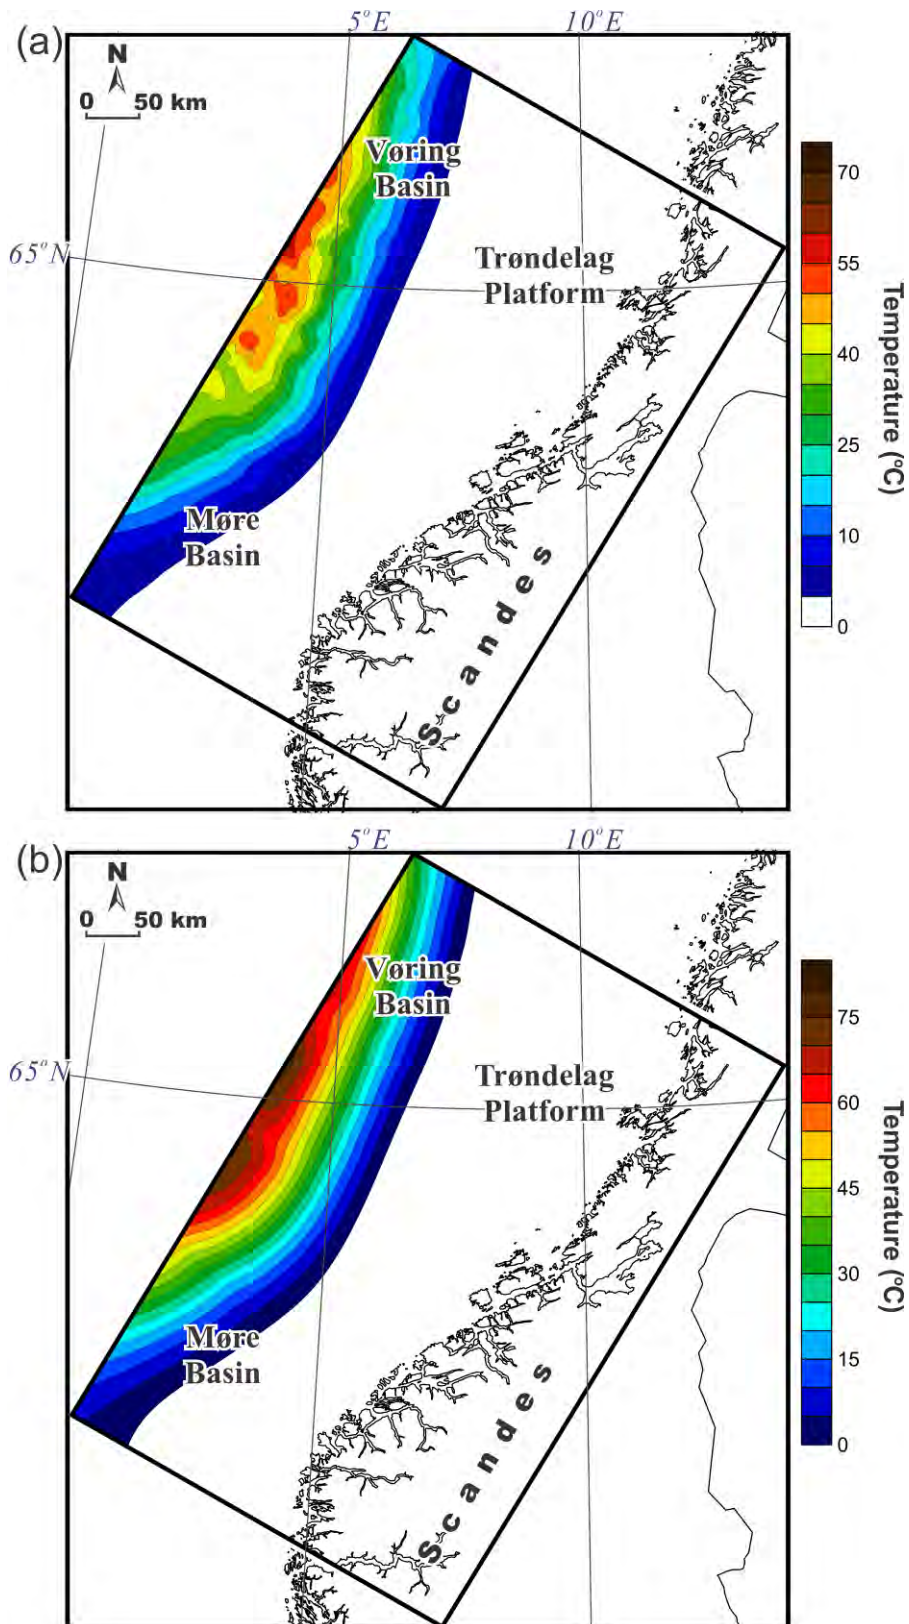 (a)
5°E 10°E
N
0 50 km
Vøring
Basin
65°N
Trøndelag
Platform
Møre
Basin
Scandes
70
55
40
25
10
0
Temperature (°C)
(b)
5°E 10°E
N
0 50 km
Vøring
Basin
65°N
Trøndelag
Platform
Møre
Basin
Scandes
75
60
45
30
15
0
Temperature (°C)